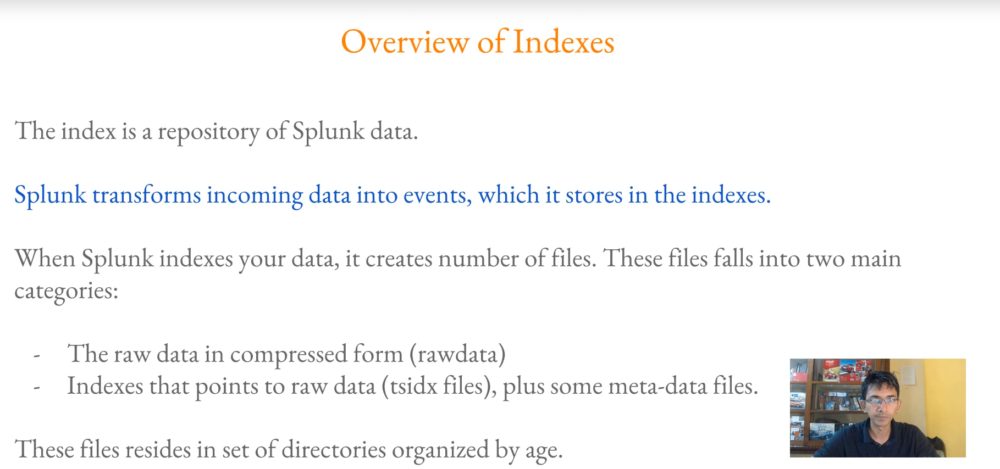 Overview of Indexes
The index is a repository of Splunk data.
Splunk transforms incoming data into events, which it stores in the indexes.
When Splunk indexes your data, it creates number of files. These files falls into two main
categories:
- The raw data in compressed form (rawdata)
- Indexes that points to raw data (tsidx files), plus some meta-data files.
These files resides in set of directories organized by age.